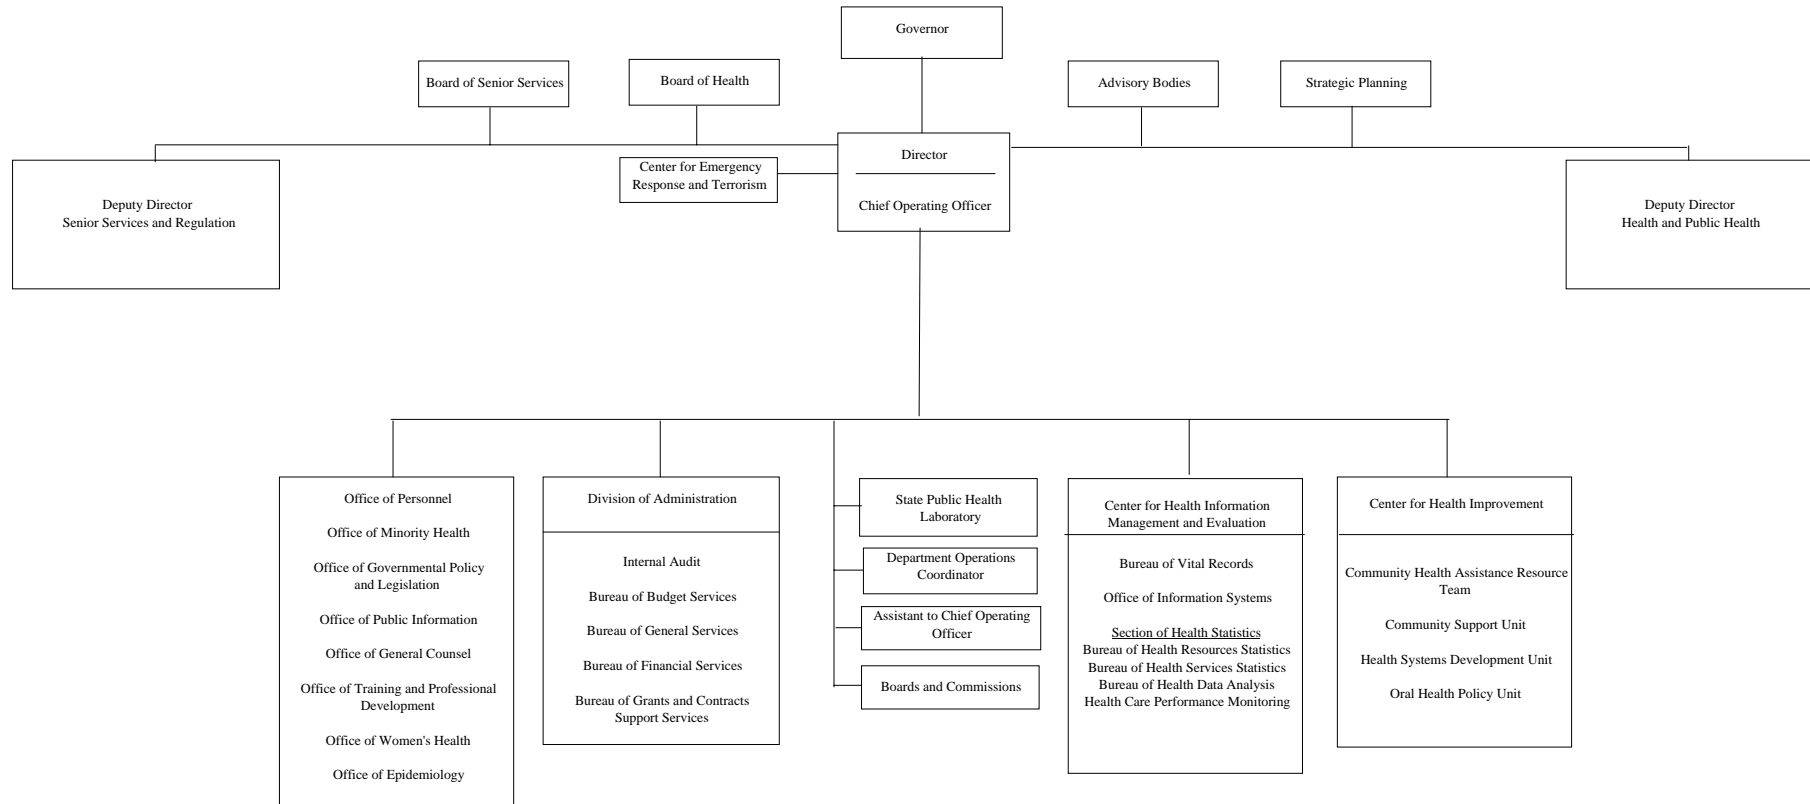 Governor
Board of Senior Services
Board of Health
Advisory Bodies
Strategic Planning
Director
Chief Operating Officer
Center for Emergency
Response and Terrorism
Deputy Director
Senior Services and Regulation
Deputy Director
Health and Public Health
Office of Personnel
Office of Minority Health
Office of Governmental Policy
and Legislation
Office of Public Information
Office of General Counsel
Office of Training and Professional
Development
Office of Women's Health
Office of Epidemiology
Division of Administration
Internal Audit
Bureau of Budget Services
Bureau of General Services
Bureau of Financial Services
Bureau of Grants and Contracts
Support Services
State Public Health
Laboratory
Department Operations
Coordinator
Assistant to Chief Operating
Officer
Boards and Commissions
Center for Health Information
Management and Evaluation
Bureau of Vital Records
Office of Information Systems
Section of Health Statistics
Bureau of Health Resources Statistics
Bureau of Health Services Statistics
Bureau of Health Data Analysis
Health Care Performance Monitoring
Center for Health Improvement
Community Health Assistance Resource
Team
Community Support Unit
Health Systems Development Unit
Oral Health Policy Unit